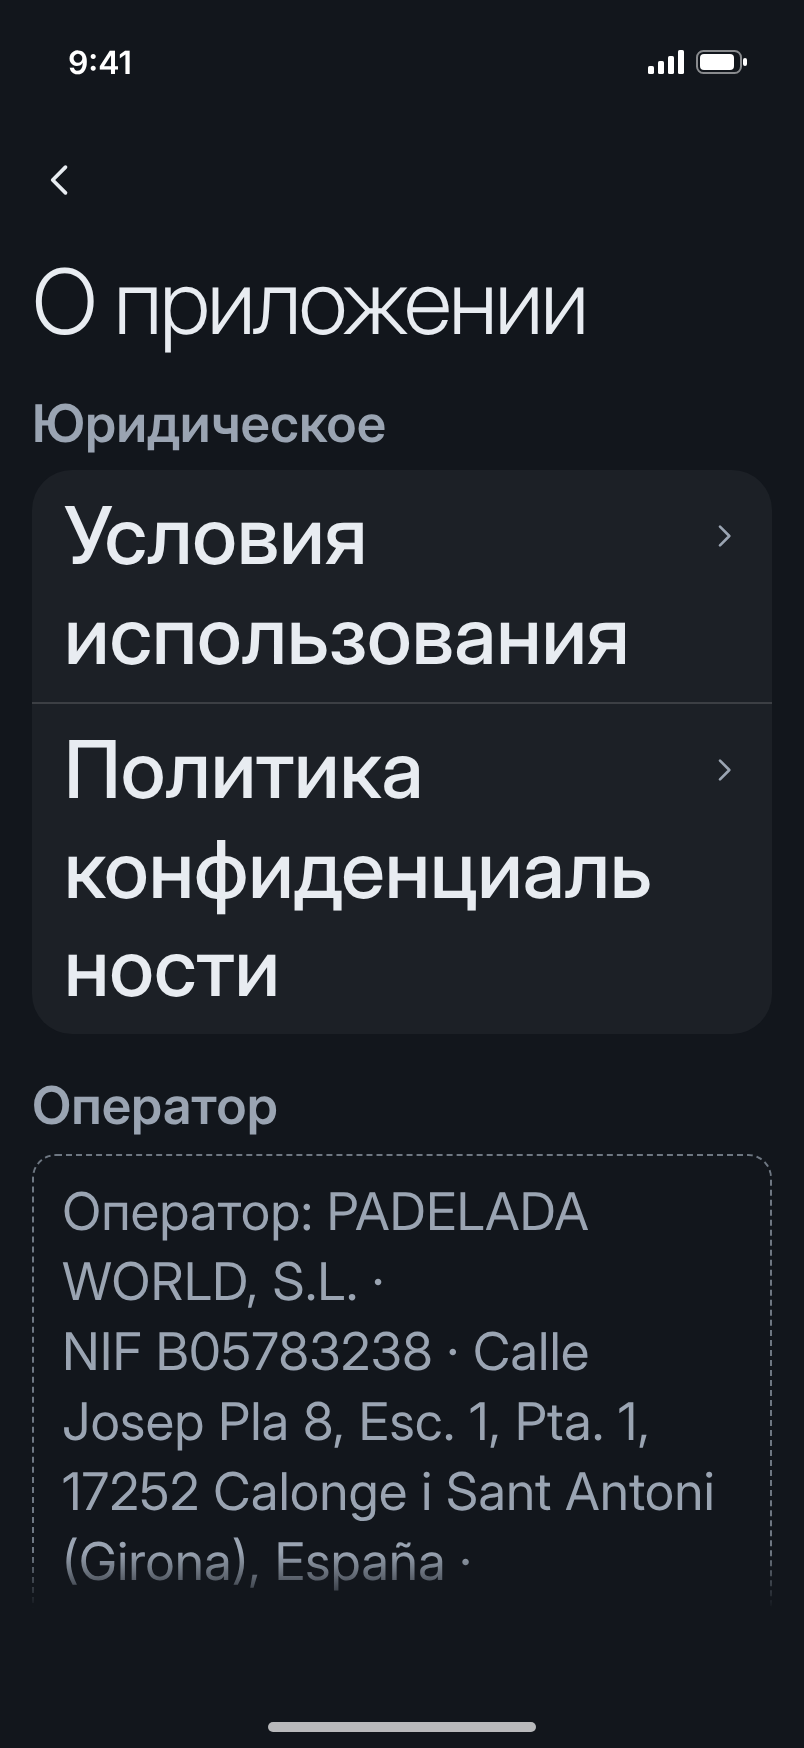 9:41
О приложении
Юридическое
Условия
использования
Политика
конфиденциаль
ности
Оператор
Оператор: PADELADA
WORLD, S.L. ·
NIF B05783238 · Calle
Josep Pla 8, Esc. 1, Pta. 1,
17252 Calonge i Sant Antoni
(Girona), España ·